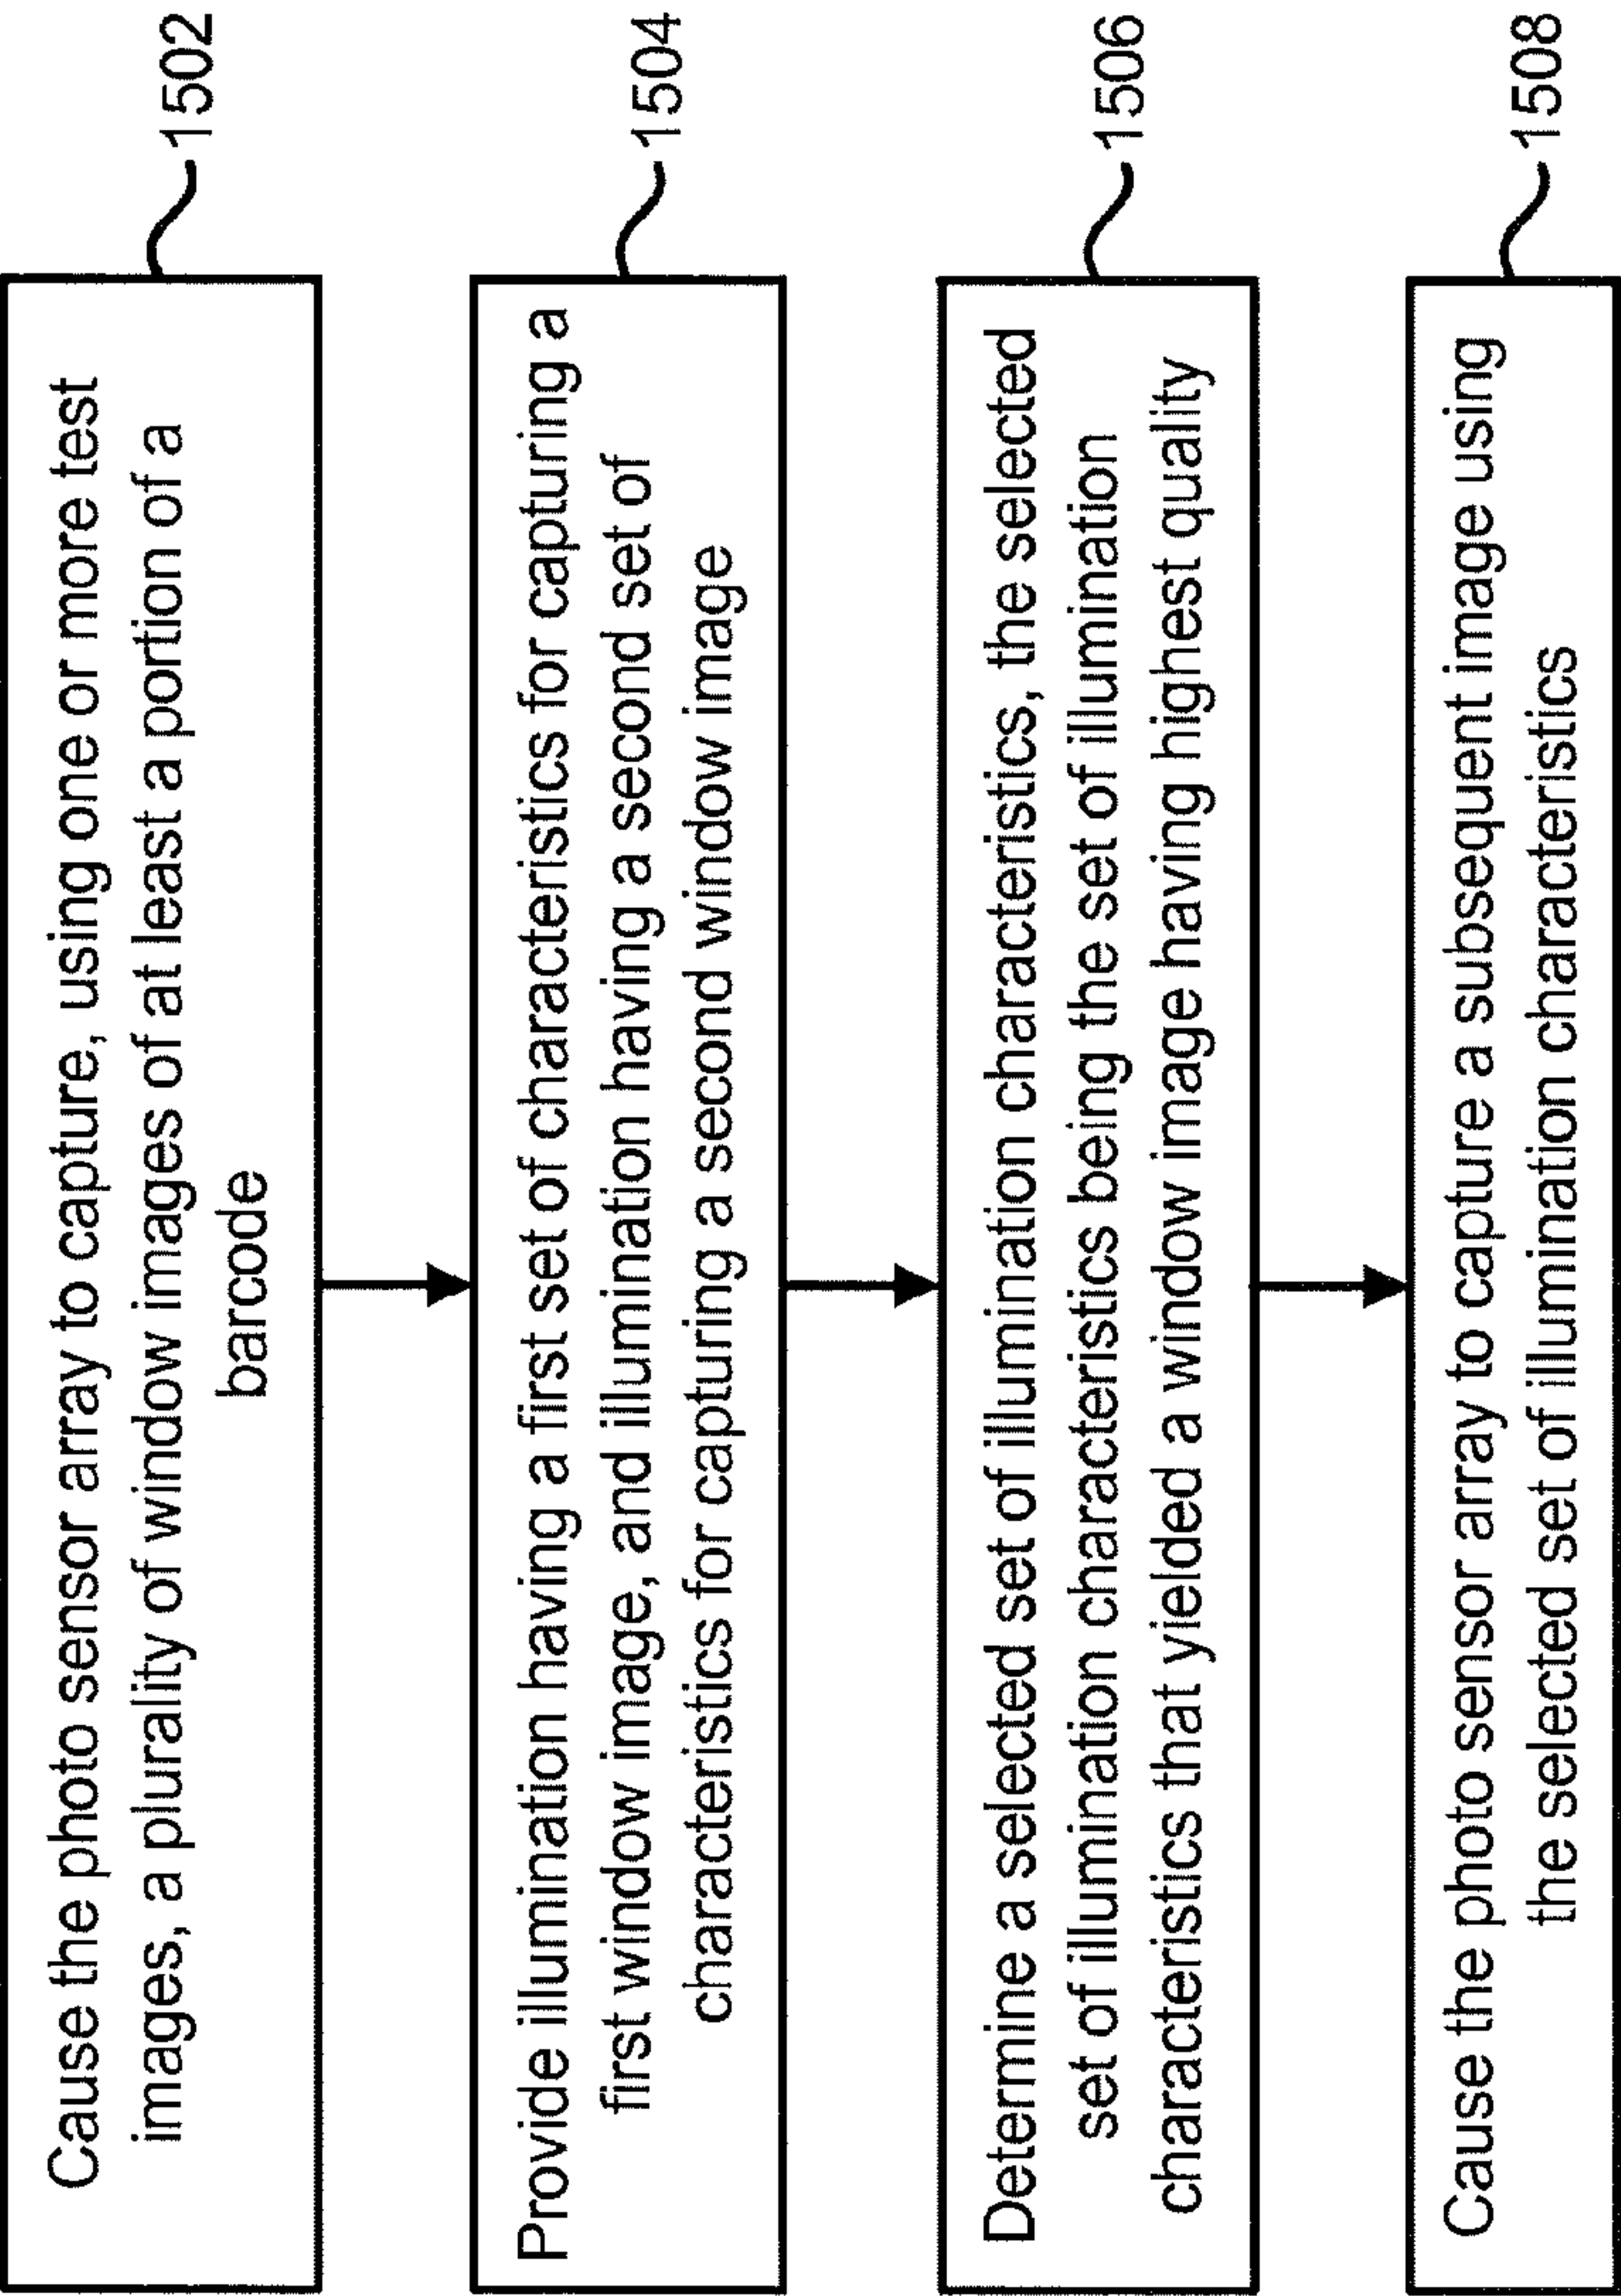 Cause the photo sensor array to capture, using one or more test
images, a plurality of window images of at least a portion of a
barcode
1502
Provide illumination having a first set of characteristics for capturing a
first window image, and illumination having a second set of
characteristics for capturing a second window image
1504
Determine a selected set of illumination characteristics, the selected
set of illumination characteristics being the set of illumination
characteristics that yielded a window image having highest quality
1506
Cause the photo sensor array to capture a subsequent image using
the selected set of illumination characteristics
1508